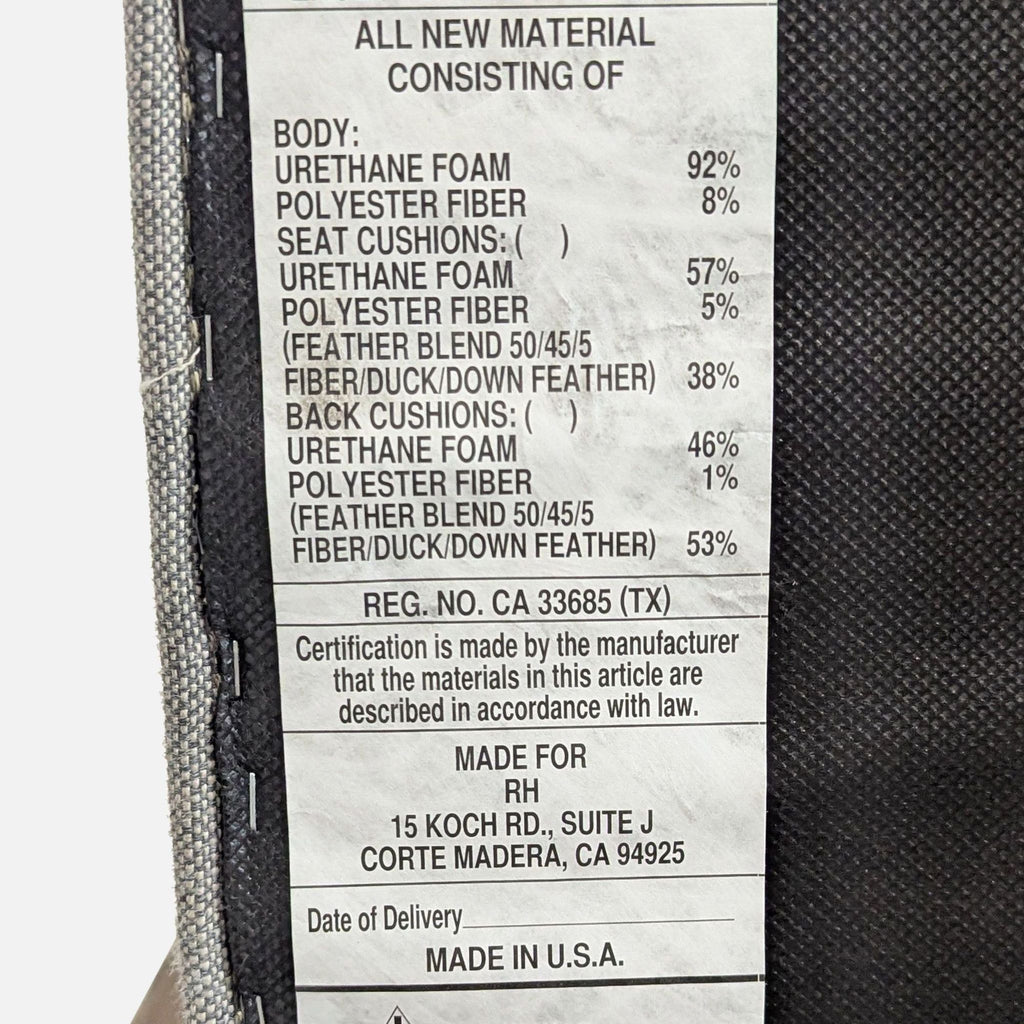 ALL NEW MATERIAL
CONSISTING OF
BODY:
URETHANE FOAM 92%
POLYESTER FIBER 8%
SEAT CUSHIONS: ( )
URETHANE FOAM 57%
POLYESTER FIBER 5%
(FEATHER BLEND 50/45/5
FIBER/DUCK/DOWN FEATHER) 38%
BACK CUSHIONS: ( )
URETHANE FOAM 46%
POLYESTER FIBER 1%
(FEATHER BLEND 50/45/5
FIBER/DUCK/DOWN FEATHER) 53%
REG. NO. CA 33685 (TX)
Certification is made by the manufacturer
that the materials in this article are
described in accordance with law.
MADE FOR
RH
15 KOCH RD., SUITE J
CORTE MADERA, CA 94925
Date of Delivery
MADE IN U.S.A.